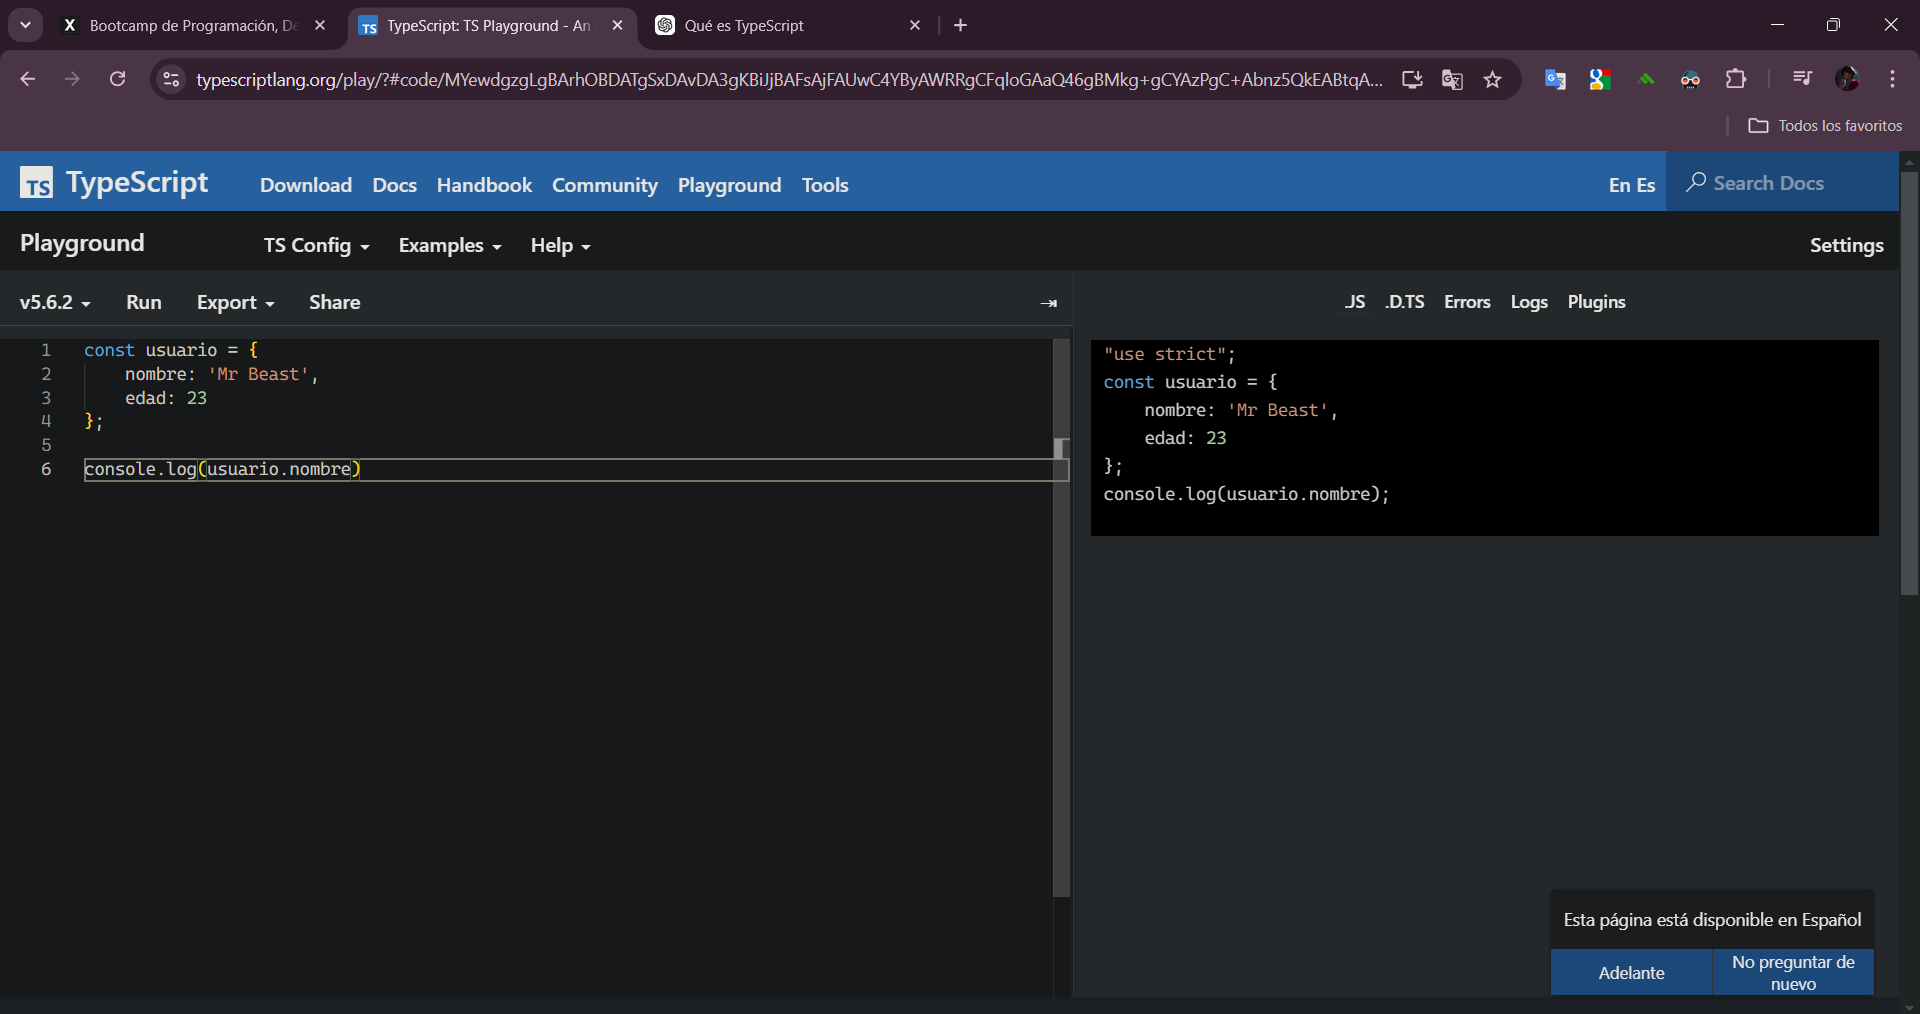 Bootcamp de Programación, De
TypeScript: TS Playground - An
Qué es TypeScript
typescriptlang.org/play/?#code/MYewdgzgLgBArhOBDATgSxDAvDA3gKBiJjBAFsAjFAUwC4YByAWRRgCFqloGAaQ46gBMkg+gCYAzPgC+Abnz5QkEABtqA...
Todos los favoritos
TS TypeScript Download Docs Handbook Community Playground Tools En Es Search Docs
Playground TS Config Examples Help Settings
v5.6.2 Run Export Share
.JS .D.TS Errors Logs Plugins
1 const usuario = {
2 nombre: 'Mr Beast',
3 edad: 23
4 };
5
6 console.log(usuario.nombre)
"use strict";
const usuario = {
nombre: 'Mr Beast',
edad: 23
};
console.log(usuario.nombre);
Esta página está disponible en Español
Adelante
No preguntar de
nuevo